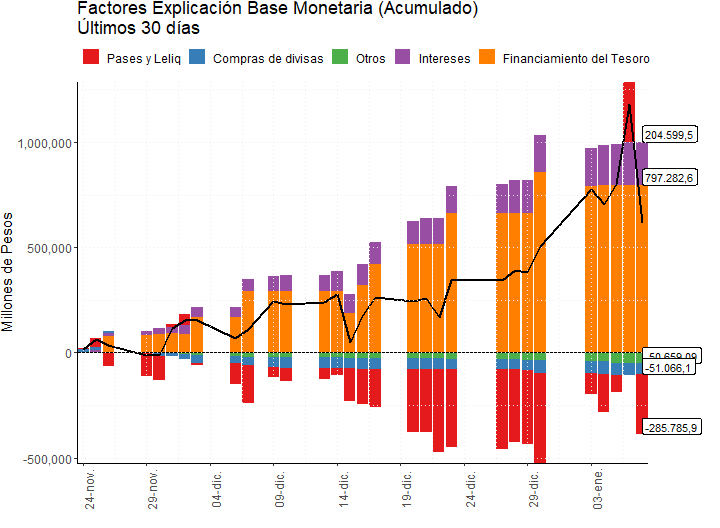 Factores Explicación Base Monetaria (Acumulado)
Últimos 30 días
Pases y Leliq Compras de divisas Otros Intereses Financiamiento del Tesoro
Millones de Pesos
1,000,000
500,000
0
-500,000
204.599,5
797.282,6
-51.066,1
-285.785,9
24-nov.
29-nov.
04-dic.
09-dic.
14-dic.
19-dic.
24-dic.
29-dic.
03-ene.